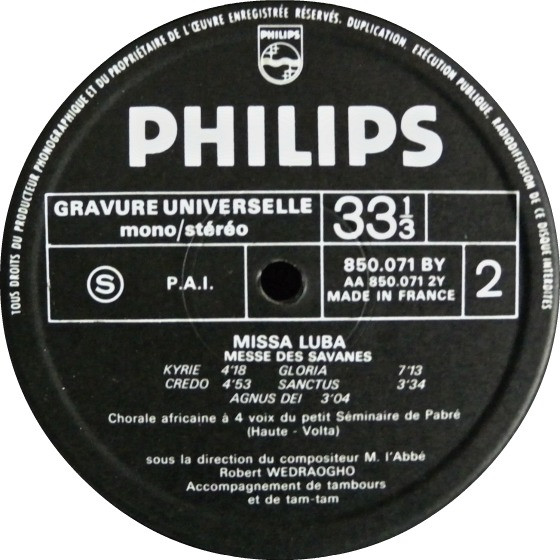 TOUS DROITS DU PRODUCTEUR PHONOGRAPHIQUE ET DU PROPRIÉTAIRE DE L'ŒUVRE ENREGISTRÉE RÉSERVÉS. DUPLICATION, EXÉCUTION PUBLIQUE, RADIODIFFUSION DE CE DISQUE INTERDITES
PHILIPS
PHILIPS
GRAVURE UNIVERSELLE
mono/stéréo
33 1/3
S
P.A.I.
850.071 BY
AA 850.071 2Y
MADE IN FRANCE
2
MISSA LUBA
MESSE DES SAVANES
KYRIE 4'18 GLORIA 7'13
CREDO 4'53 SANCTUS 3'34
AGNUS DEI 3'04
Chorale africaine à 4 voix du petit Séminaire de Pabré
(Haute - Volta)
sous la direction du compositeur M. l'Abbé
Robert WEDRAOGHO
Accompagnement de tambours
et de tam-tam